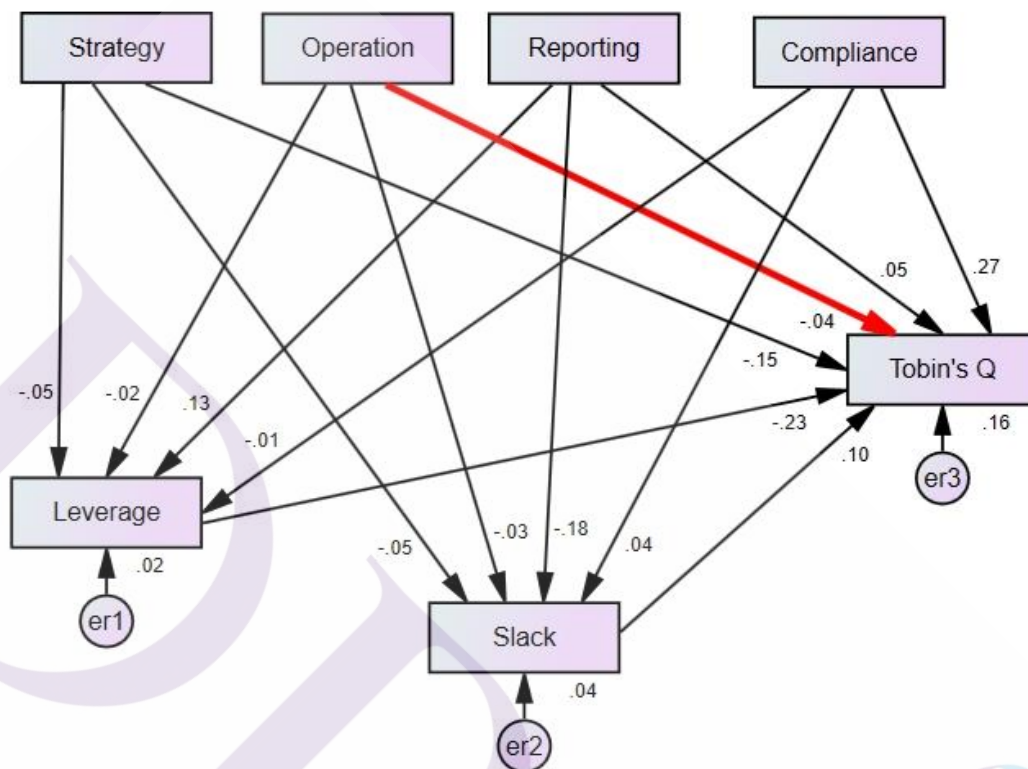 Strategy
Operation
Reporting
Compliance
.05
.27
-.04
-.15
Tobin's Q
-.05
-.02
.13
-.01
-.23
.16
.10
er3
Leverage
.02
-.05
-.03
-.18
.04
er1
Slack
.04
er2